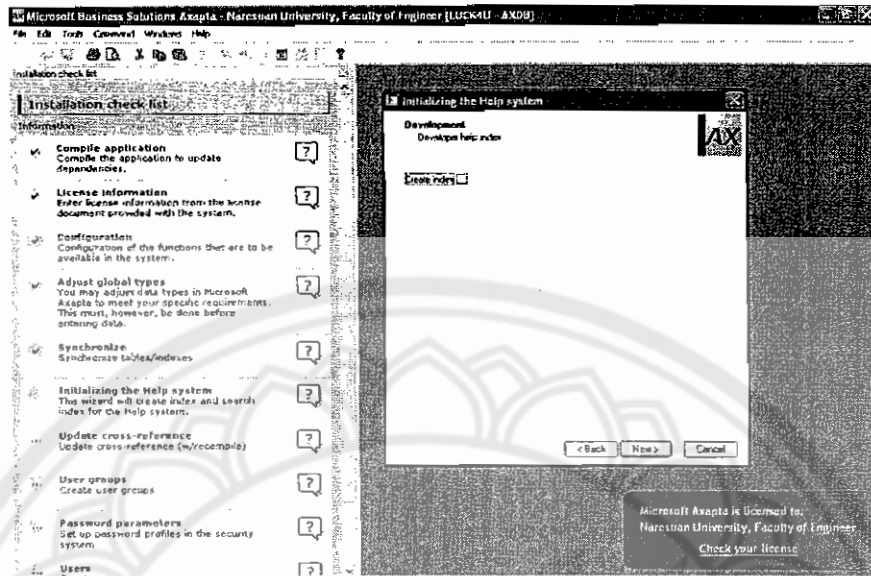 Microsoft Business Solutions Axapta - Naresuan University, Faculty of Engineer [LUCK4U - AXDB]
File Edit Tools Command Windows Help
Installation check list
Installation check list
Information
Compile application
Compile the application to update
dependencies.
License information
Enter license information from the license
document provided with the system.
Configuration
Configuration of the functions that are to be
available in the system.
Adjust global types
You may adjust data types in Microsoft
Axapta to meet your specific requirements.
This must, however, be done before
entering data.
Synchronize
Synchronize tables/indexes
Initializing the Help system
This wizard will create index and search
index for the Help system.
Update cross-reference
Update cross-reference (w/recompile)
User groups
Create user groups
Password parameters
Set up password profiles in the security
system
Users
Initializing the Help system
Development
Developer help index
AX
Create index
< Back
Next >
Cancel
Microsoft Axapta is licensed to:
Naresuan University, Faculty of Engineer
Check your license